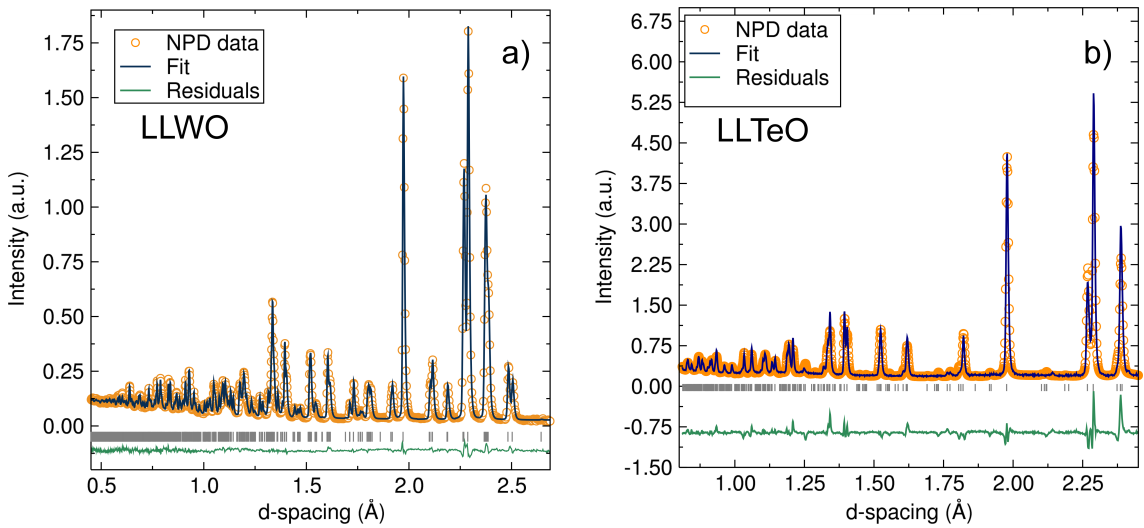 a)
NPD data
Fit
Residuals
LLWO
1.75
1.50
1.25
1.00
0.75
0.50
0.25
0.00
Intensity (a.u.)
0.5 1.0 1.5 2.0 2.5
d-spacing (Å)
b)
NPD data
Fit
Residuals
LLTeO
6.75
6.00
5.25
4.50
3.75
3.00
2.25
1.50
0.75
0.00
-0.75
-1.50
Intensity (a.u.)
1.00 1.25 1.50 1.75 2.00 2.25
d-spacing (Å)